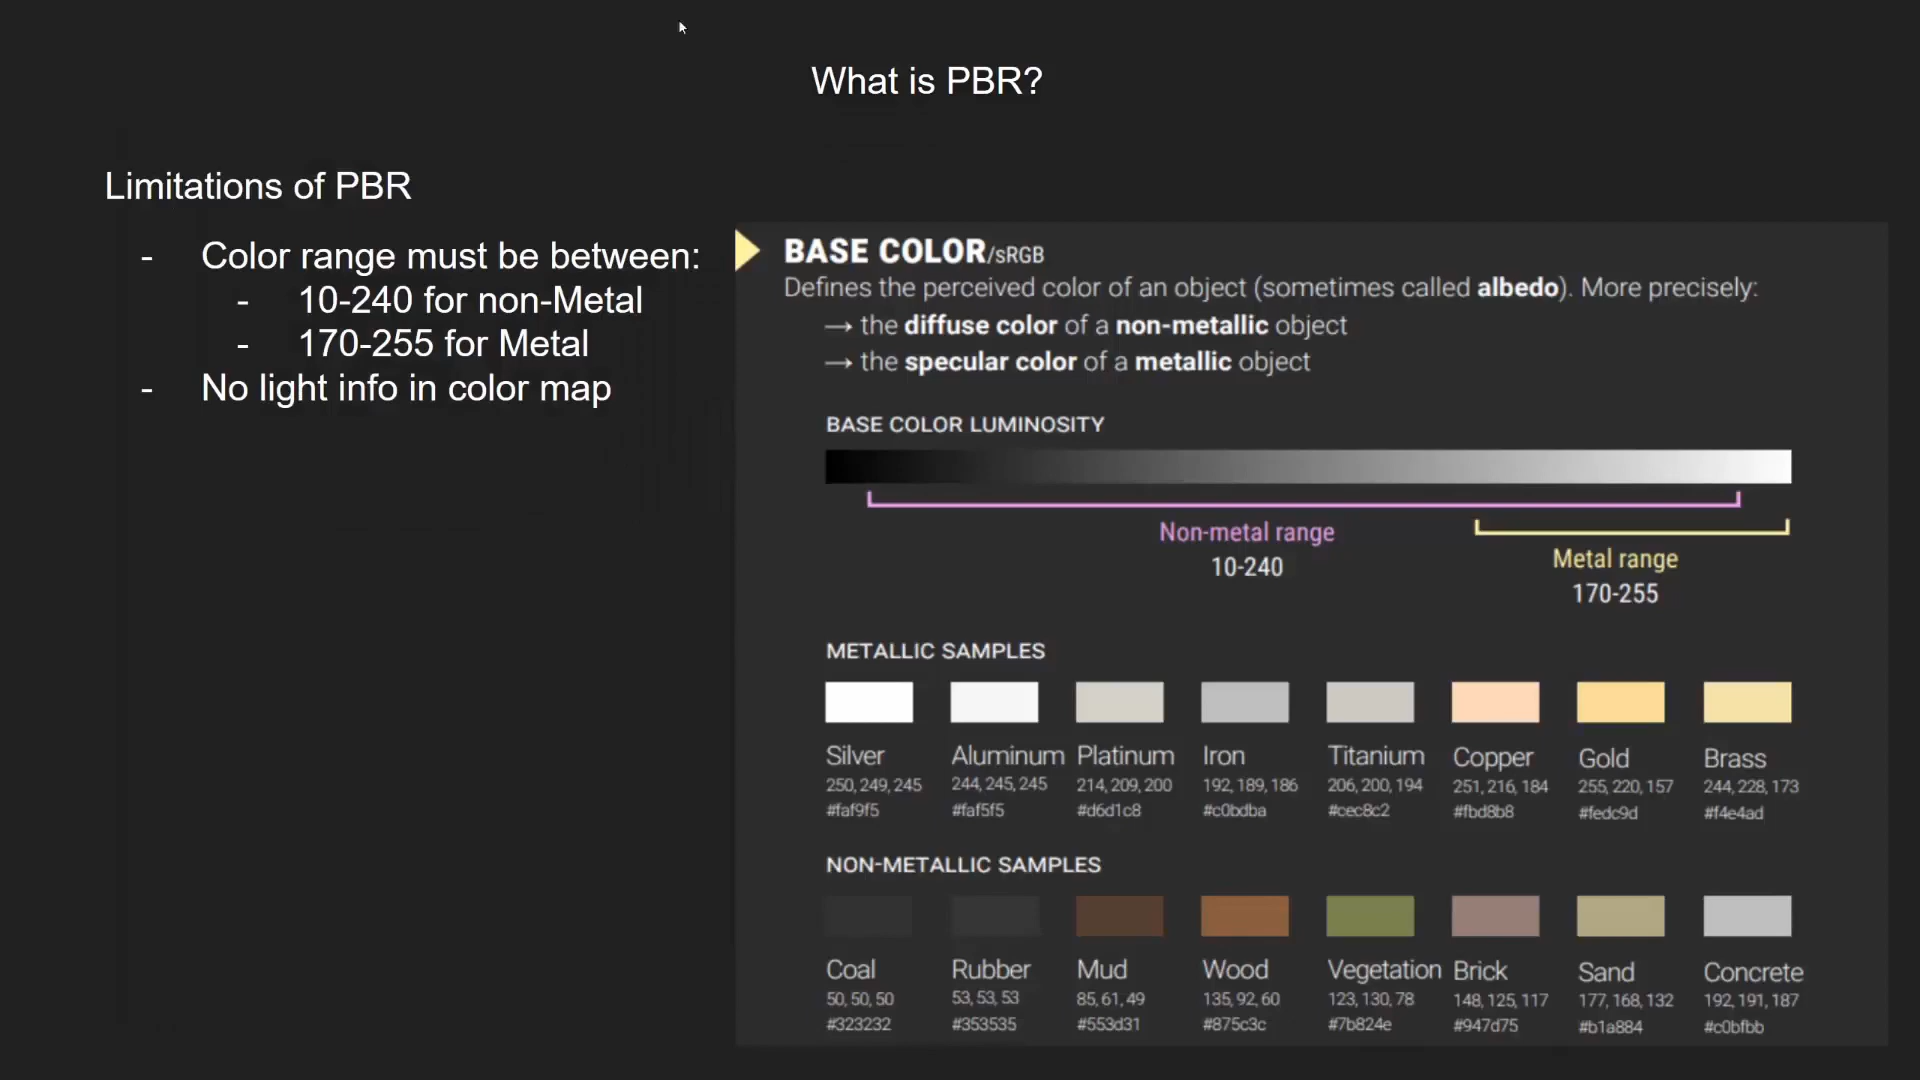 What is PBR?
Limitations of PBR
- Color range must be between:
- 10-240 for non-Metal
- 170-255 for Metal
- No light info in color map
BASE COLOR/sRGB
Defines the perceived color of an object (sometimes called albedo). More precisely:
→ the diffuse color of a non-metallic object
→ the specular color of a metallic object
BASE COLOR LUMINOSITY
Non-metal range
10-240
Metal range
170-255
METALLIC SAMPLES
Silver Aluminum Platinum Iron Titanium Copper Gold Brass
250, 249, 245 244, 245, 245 214, 209, 200 192, 189, 186 206, 200, 194 251, 216, 184 255, 220, 157 244, 228, 173
#faf9f5 #faf5f5 #d6d1c8 #c0bdba #cec8c2 #fbd8b8 #fedc9d #f4e4ad
NON-METALLIC SAMPLES
Coal Rubber Mud Wood Vegetation Brick Sand Concrete
50, 50, 50 53, 53, 53 85, 61, 49 135, 92, 60 123, 130, 78 148, 125, 117 177, 168, 132 192, 191, 187
#323232 #353535 #553d31 #875c3c #7b824e #947d75 #b1a884 #c0bfbb